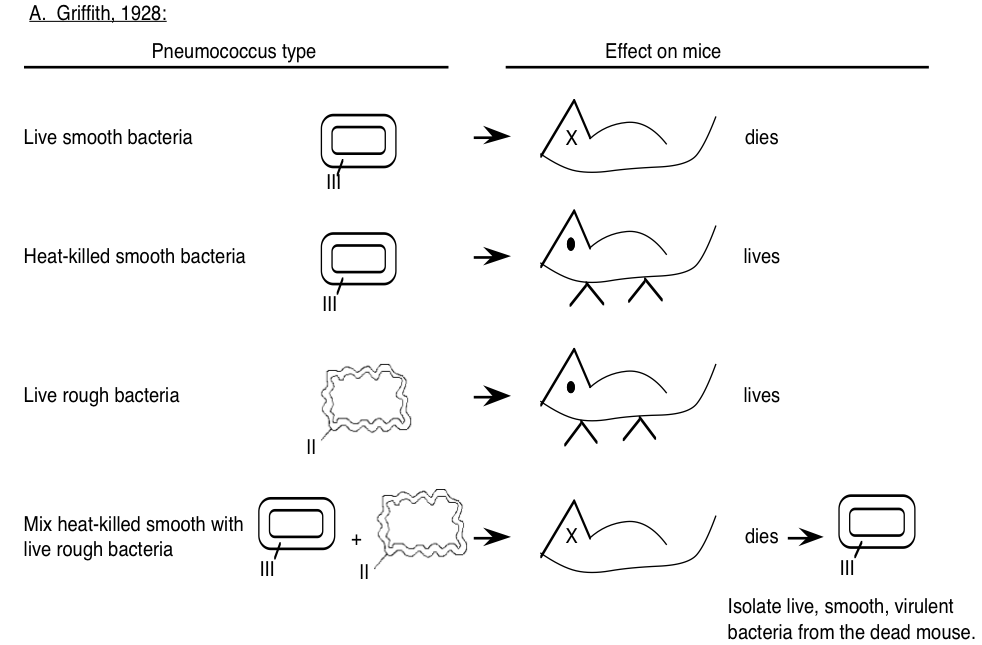 A. Griffith, 1928:
Pneumococcus type
Effect on mice
Live smooth bacteria
III
X
dies
Heat-killed smooth bacteria
III
lives
Live rough bacteria
II
lives
Mix heat-killed smooth with
live rough bacteria
III
+
II
X
dies
III
Isolate live, smooth, virulent
bacteria from the dead mouse.